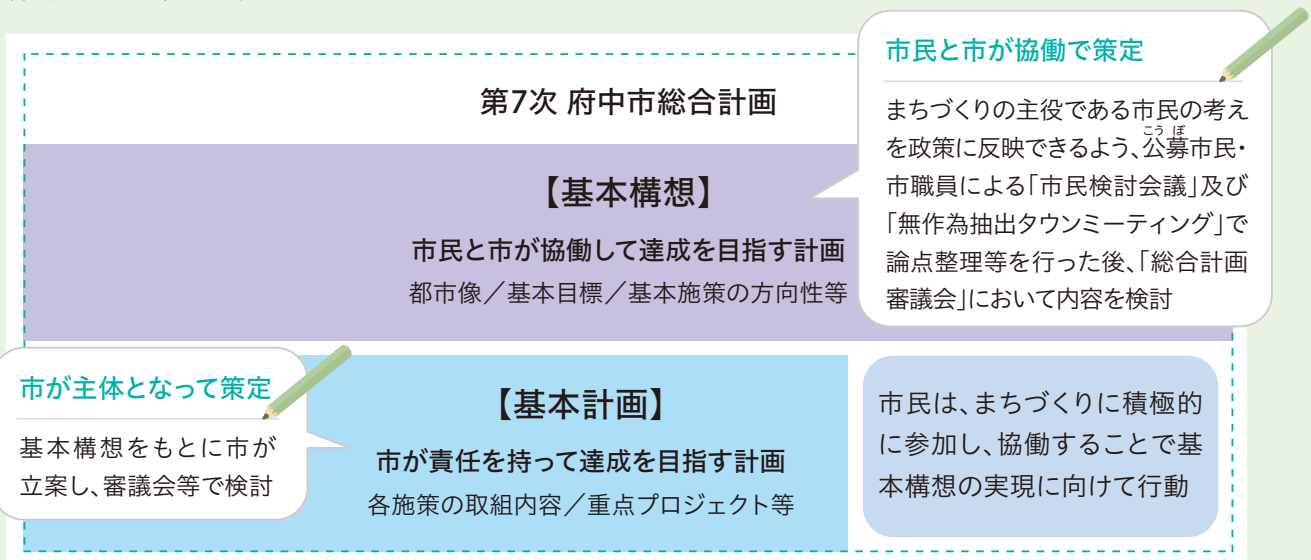 第7次 府中市総合計画
【基本構想】
市民と市が協働して達成を目指す計画
都市像／基本目標／基本施策の方向性等
市民と市が協働で策定
まちづくりの主役である市民の考え
を政策に反映できるよう、公募市民・
こう ぼ
市職員による「市民検討会議」及び
「無作為抽出タウンミーティング」で
論点整理等を行った後、「総合計画
審議会」において内容を検討
市が主体となって策定
基本構想をもとに市が
立案し、審議会等で検討
【基本計画】
市が責任を持って達成を目指す計画
各施策の取組内容／重点プロジェクト等
市民は、まちづくりに積極的
に参加し、協働することで基
本構想の実現に向けて行動